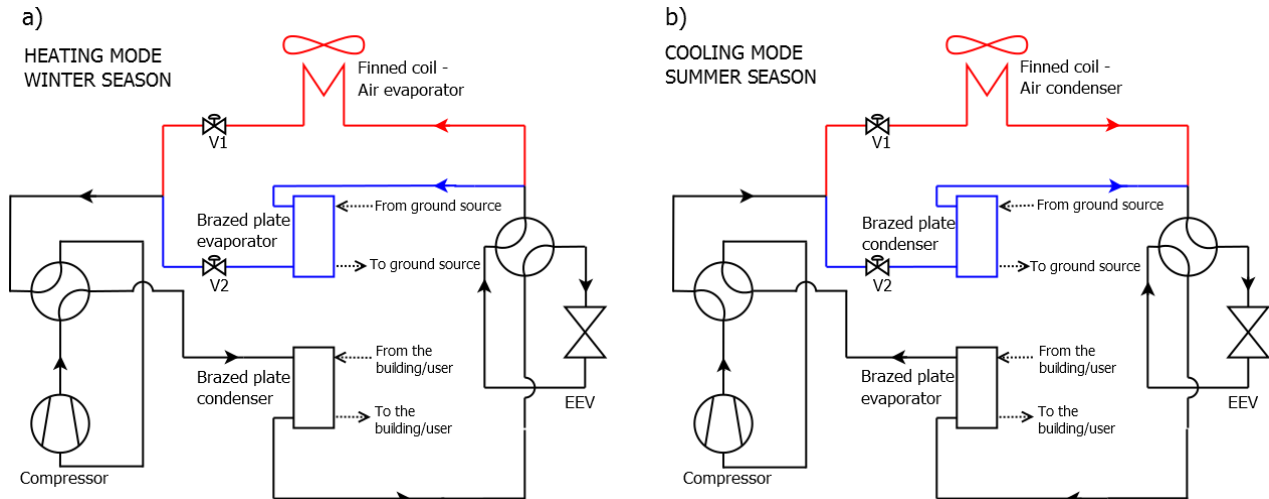 a)
HEATING MODE
WINTER SEASON
Finned coil -
Air evaporator
V1
Brazed plate
evaporator
From ground source
To ground source
V2
From the
building/user
Brazed plate
condenser
To the
building/user
EEV
Compressor
b)
COOLING MODE
SUMMER SEASON
Finned coil -
Air condenser
V1
Brazed plate
condenser
From ground source
To ground source
V2
From the
building/user
Brazed plate
evaporator
To the
building/user
EEV
Compressor